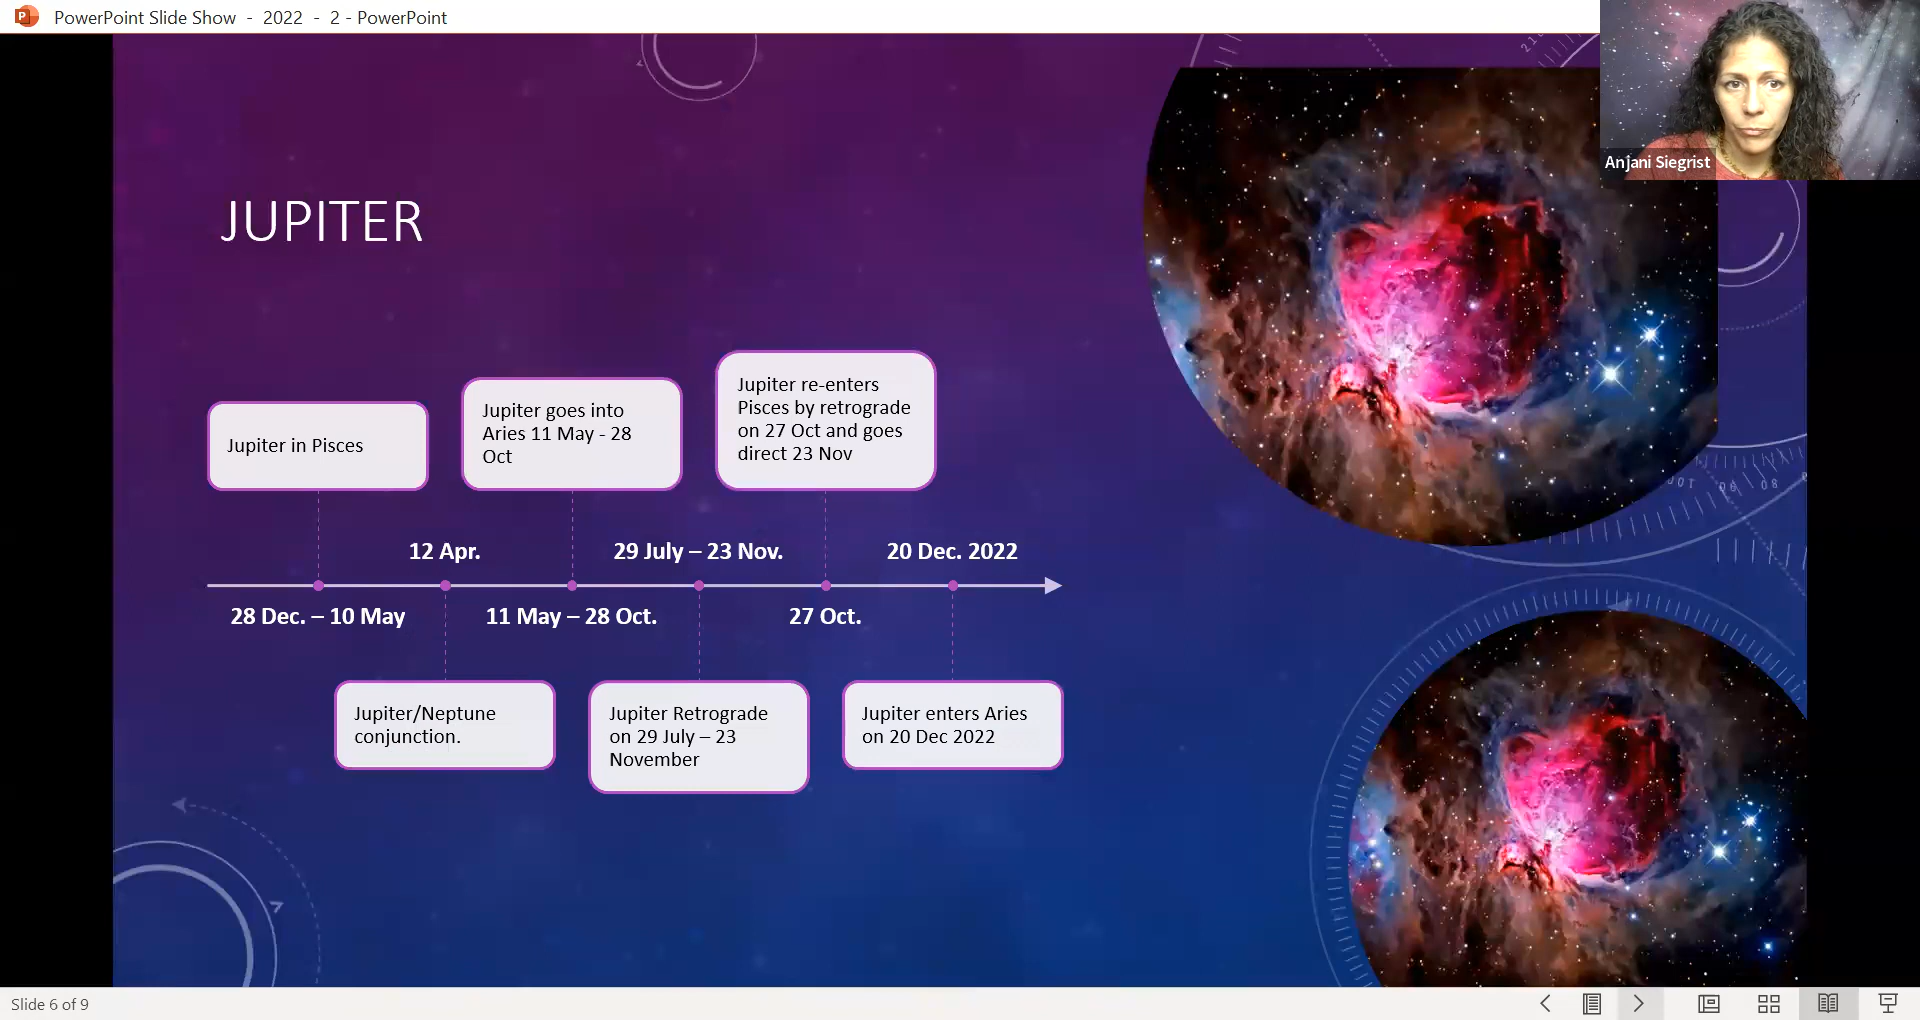 PowerPoint Slide Show - 2022 - 2 - PowerPoint
Anjani Siegrist
JUPITER
Jupiter in Pisces
Jupiter goes into
Aries 11 May - 28
Oct
Jupiter re-enters
Pisces by retrograde
on 27 Oct and goes
direct 23 Nov
12 Apr.
29 July – 23 Nov.
20 Dec. 2022
28 Dec. – 10 May
11 May – 28 Oct.
27 Oct.
Jupiter/Neptune
conjunction.
Jupiter Retrograde
on 29 July – 23
November
Jupiter enters Aries
on 20 Dec 2022
80
90
Slide 6 of 9